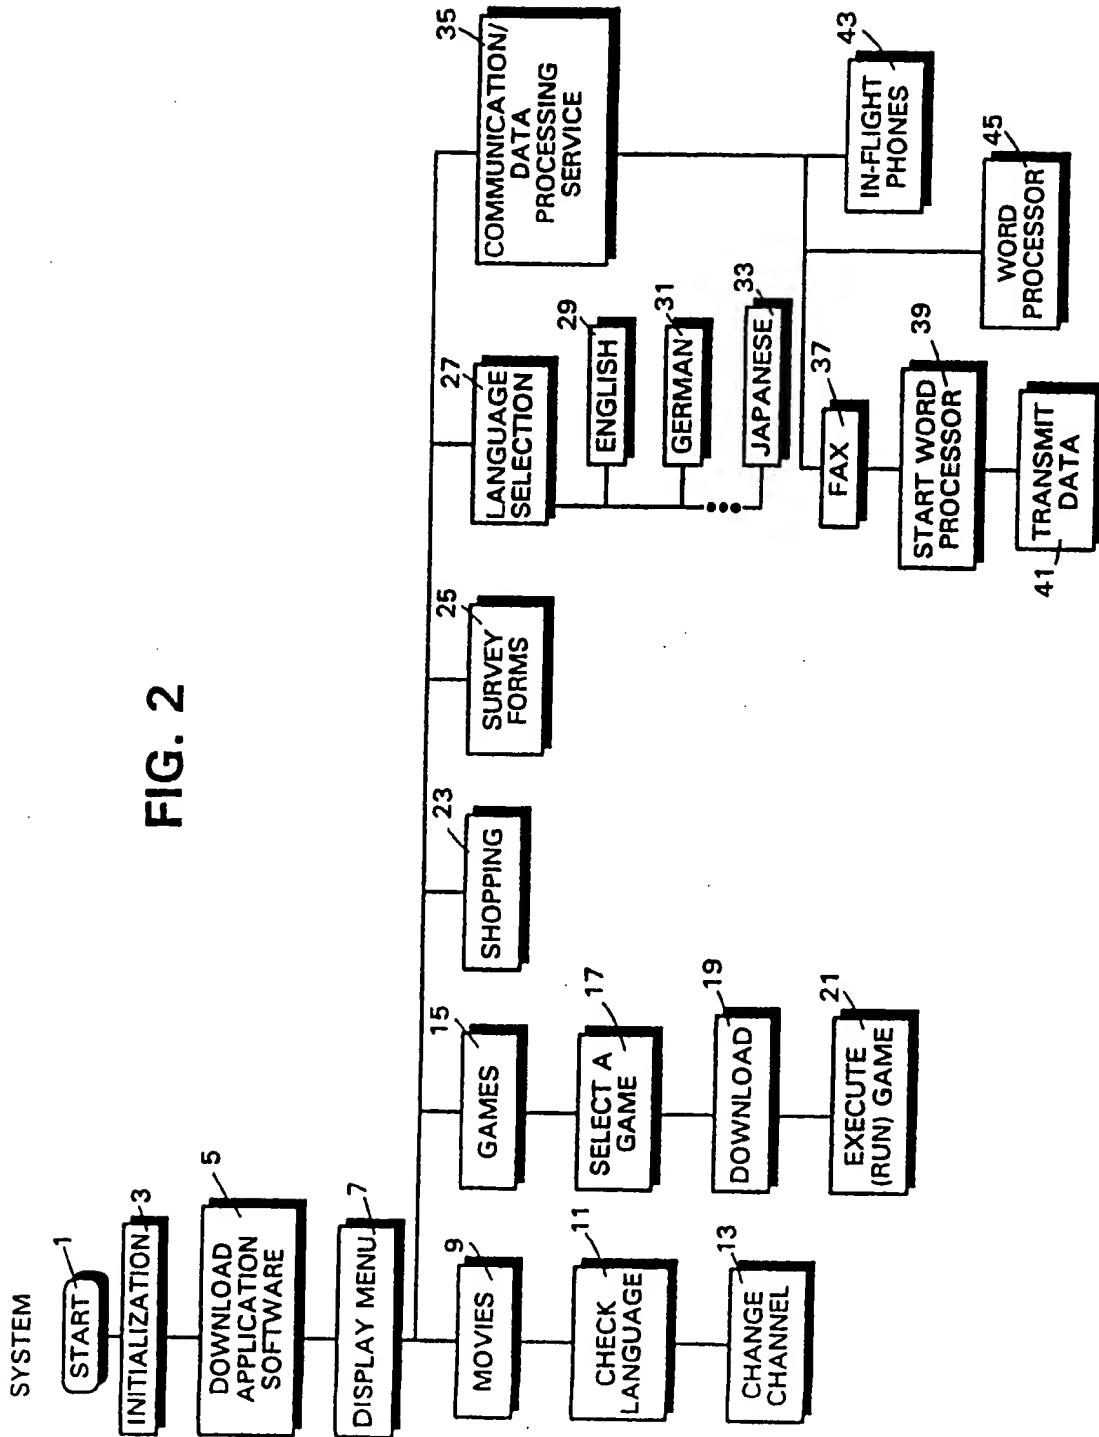 FIG. 2
SYSTEM
START
1
INITIALIZATION
3
DOWNLOAD
APPLICATION
SOFTWARE
5
DISPLAY MENU
7
MOVIES
9
CHECK
LANGUAGE
11
CHANGE
CHANNEL
13
GAMES
15
SELECT A
GAME
17
DOWNLOAD
19
EXECUTE
(RUN) GAME
21
SHOPPING
23
SURVEY
FORMS
25
LANGUAGE
SELECTION
27
ENGLISH
29
GERMAN
31
JAPANESE
33
COMMUNICATION/
DATA
PROCESSING
SERVICE
35
FAX
37
START WORD
PROCESSOR
39
TRANSMIT
DATA
41
IN-FLIGHT
PHONES
43
WORD
PROCESSOR
45